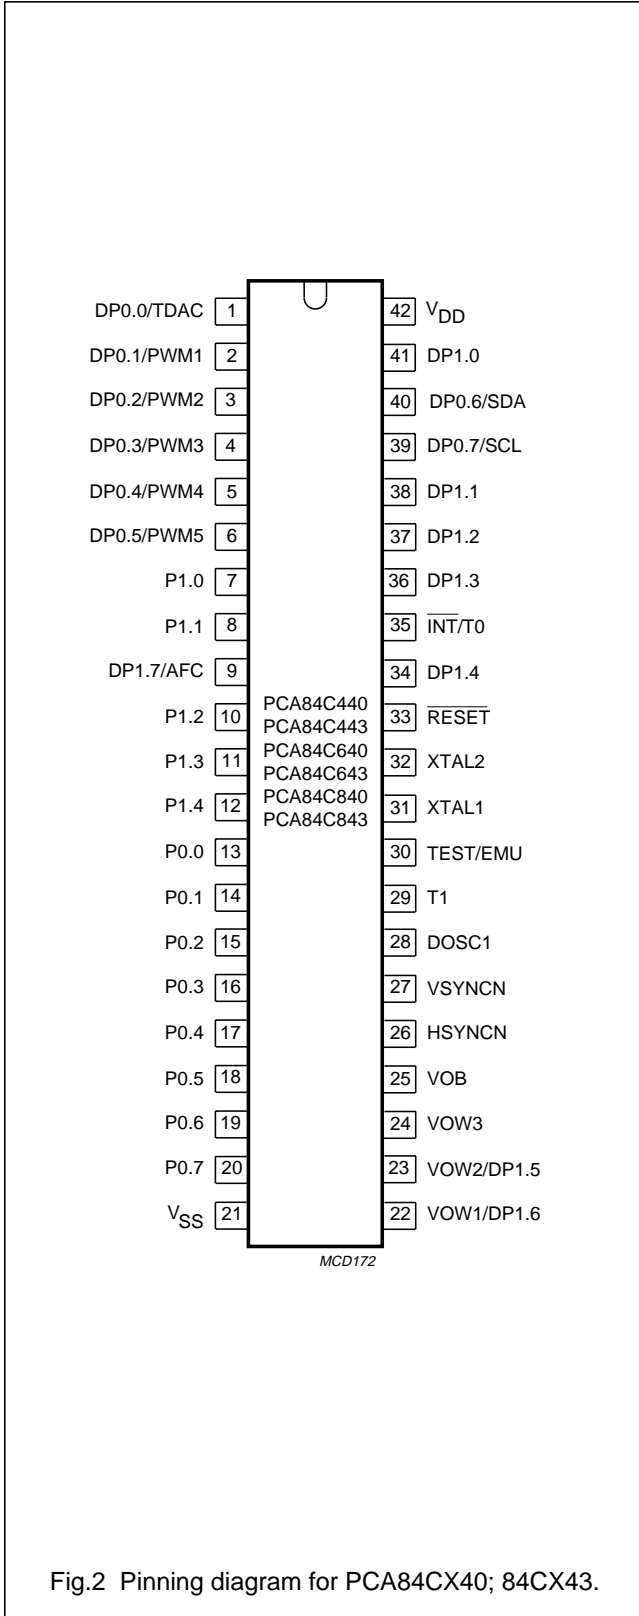 DP0.0/TDAC 1 42 VDD
DP0.1/PWM1 2 41 DP1.0
DP0.2/PWM2 3 40 DP0.6/SDA
DP0.3/PWM3 4 39 DP0.7/SCL
DP0.4/PWM4 5 38 DP1.1
DP0.5/PWM5 6 37 DP1.2
P1.0 7 36 DP1.3
P1.1 8 35 INT/T0
DP1.7/AFC 9 34 DP1.4
PCA84C440
P1.2 10 33 RESET
PCA84C443
PCA84C640
P1.3 11 32 XTAL2
PCA84C643
PCA84C840
P1.4 12 31 XTAL1
PCA84C843
P0.0 13 30 TEST/EMU
P0.1 14 29 T1
P0.2 15 28 DOSC1
P0.3 16 27 VSYNCN
P0.4 17 26 HSYNCN
P0.5 18 25 VOB
P0.6 19 24 VOW3
P0.7 20 23 VOW2/DP1.5
VSS 21 22 VOW1/DP1.6
MCD172
Fig.2 Pinning diagram for PCA84CX40; 84CX43.